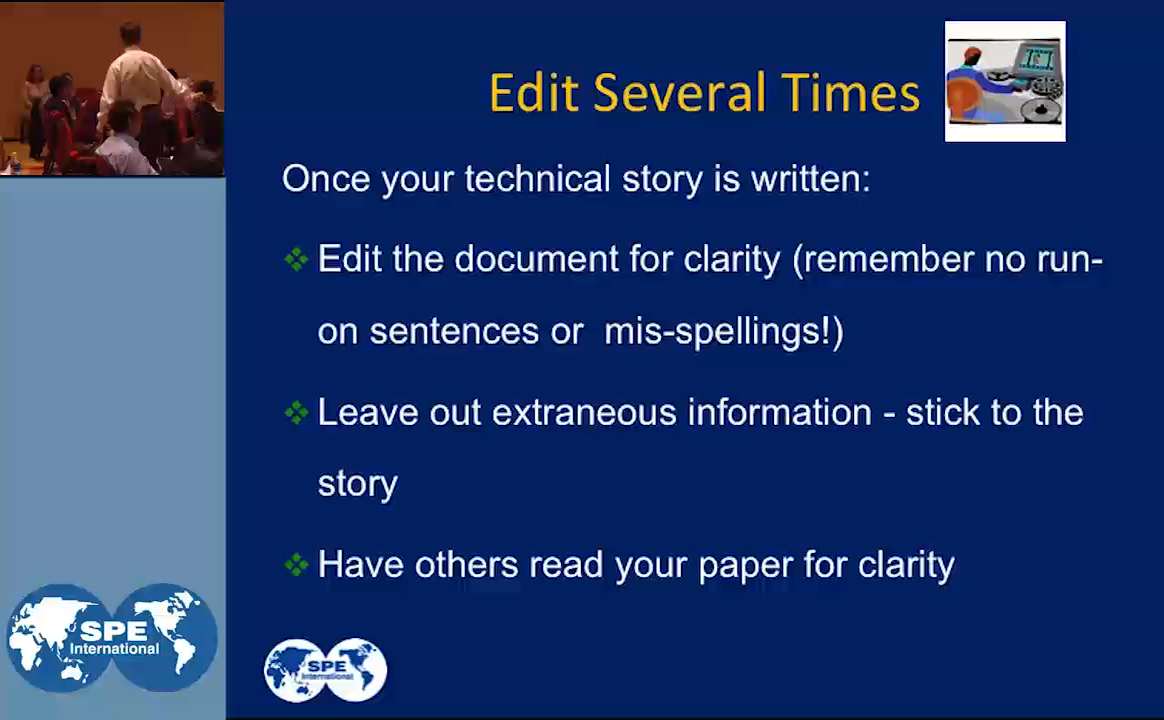 Edit Several Times
Once your technical story is written:
Edit the document for clarity (remember no run-
on sentences or  mis-spellings!)
Leave out extraneous information - stick to the
story
Have others read your paper for clarity
SPE
International
SPE
International